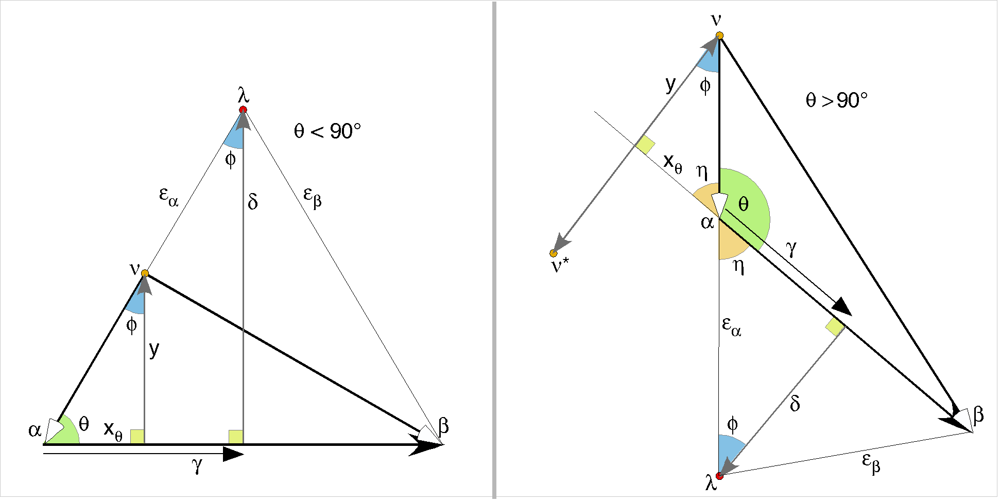 λ
θ < 90°
ϕ
ε_α
δ
ε_β
ν
ϕ
y
α
θ
x_θ
β
γ
ν
y
ϕ
θ > 90°
x_θ
η
θ
α
γ
ν*
η
ε_α
δ
β
ϕ
ε_β
λ